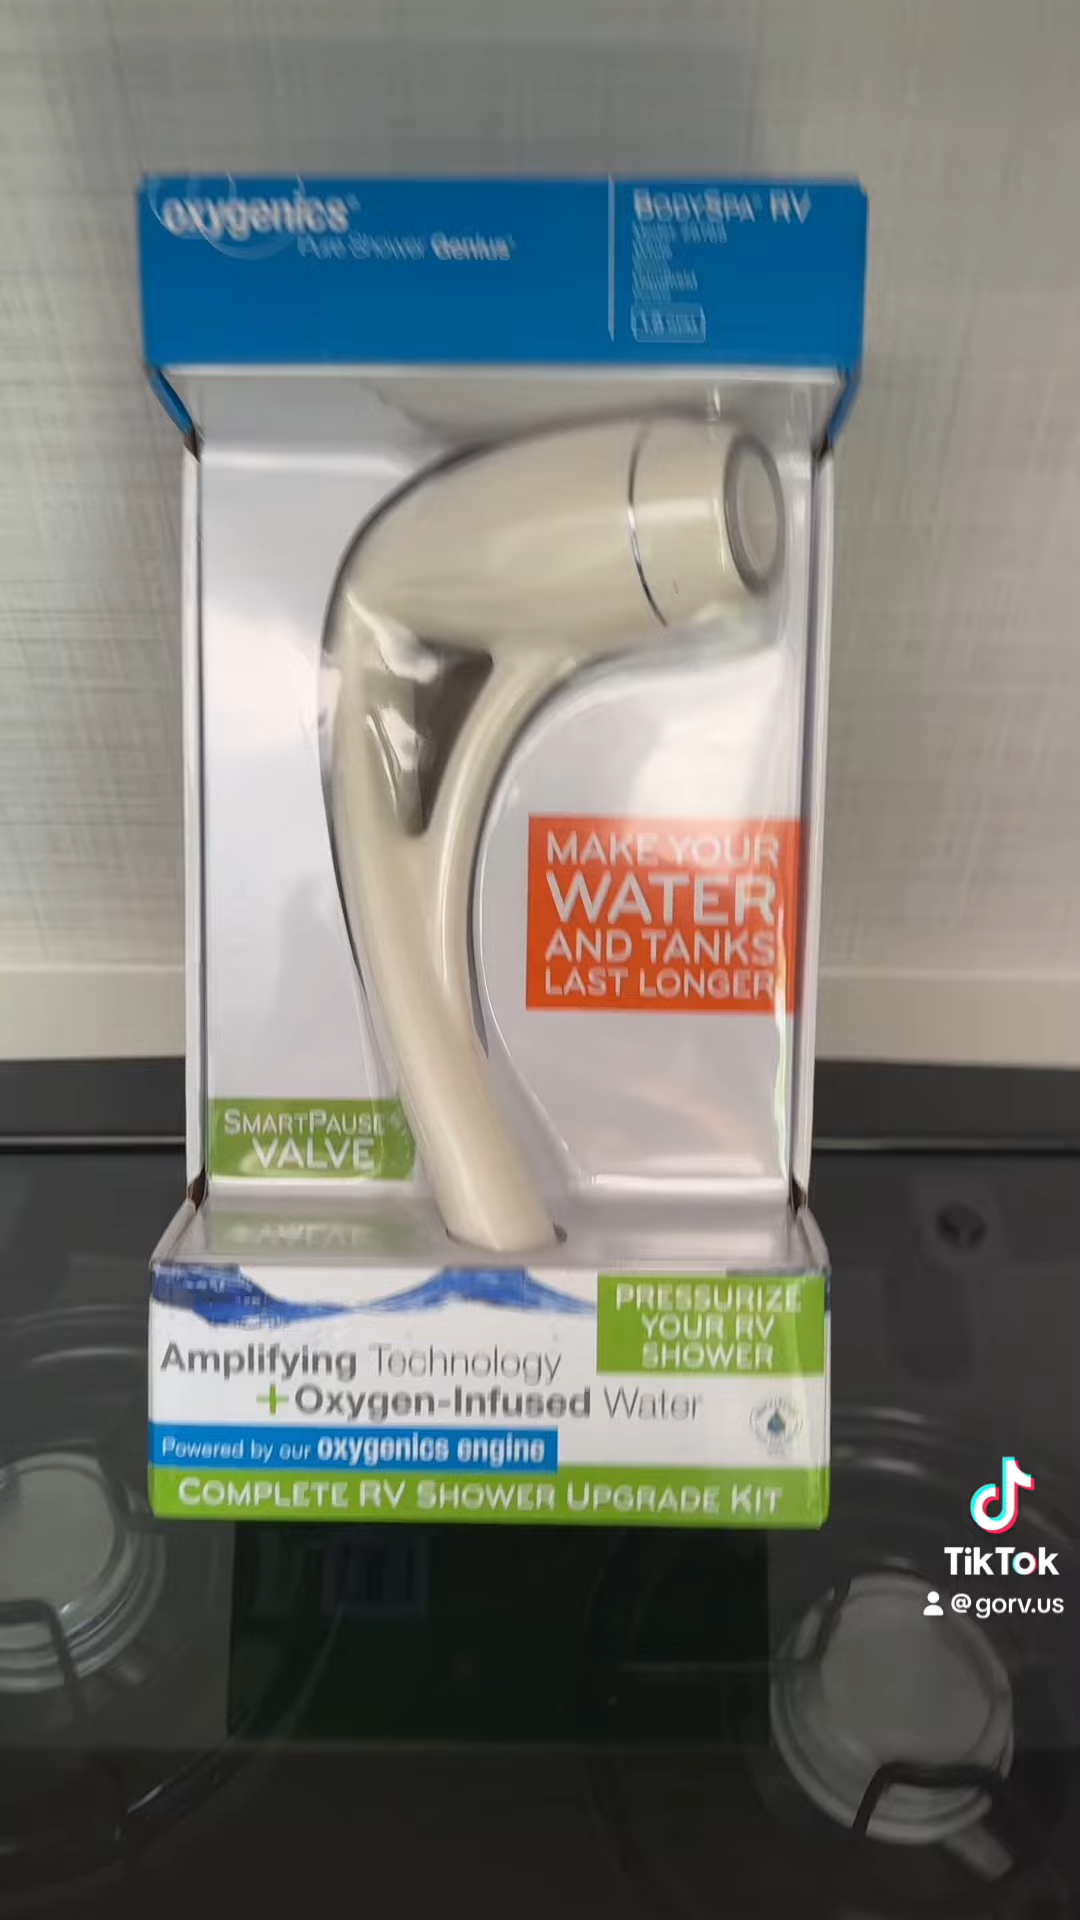 oxygenics
Pure Shower Genius
BODYSPA RV
MAKE YOUR
WATER
AND TANKS
LAST LONGER
SMARTPAUSE
VALVE
PRESSURIZE
YOUR RV
SHOWER
Amplifying Technology
+Oxygen-Infused Water
Powered by our oxygenics engine
COMPLETE RV SHOWER UPGRADE KIT
TikTok
@gorv.us